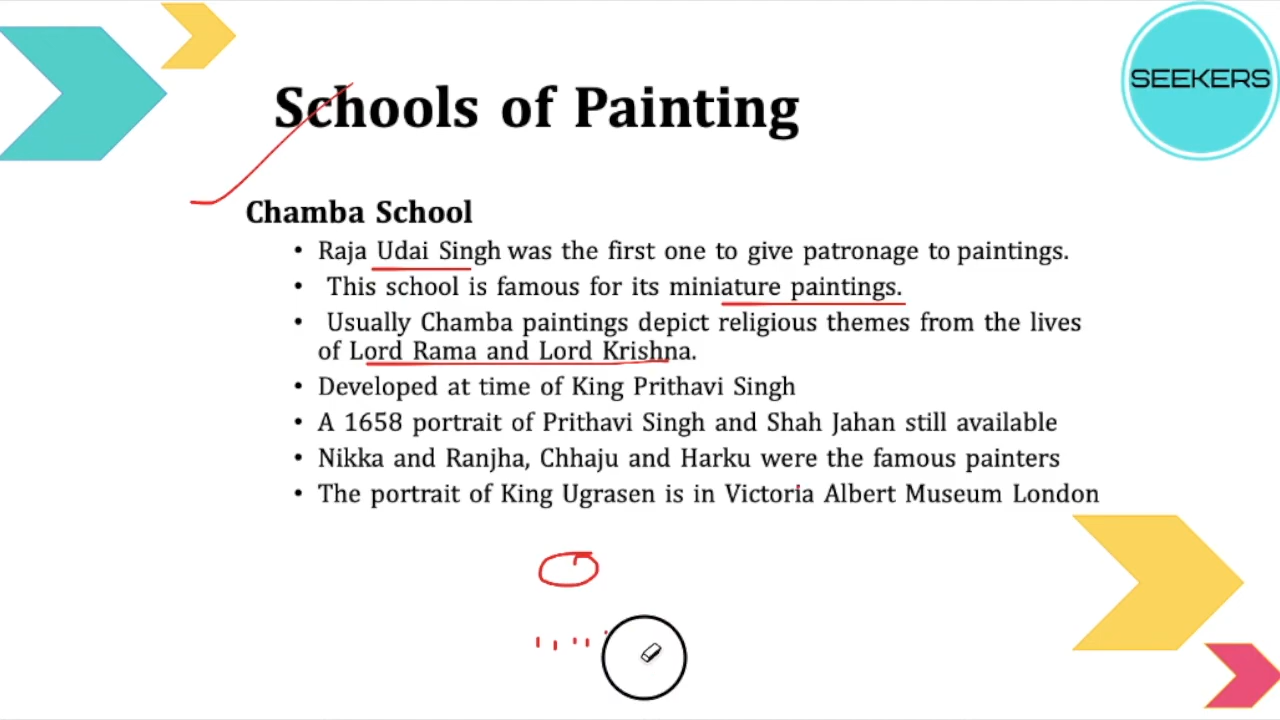 SEEKERS
Schools of Painting
Chamba School
• Raja Udai Singh was the first one to give patronage to paintings.
• This school is famous for its miniature paintings.
• Usually Chamba paintings depict religious themes from the lives
of Lord Rama and Lord Krishna.
• Developed at time of King Prithavi Singh
• A 1658 portrait of Prithavi Singh and Shah Jahan still available
• Nikka and Ranjha, Chhaju and Harku were the famous painters
• The portrait of King Ugrasen is in Victoria Albert Museum London